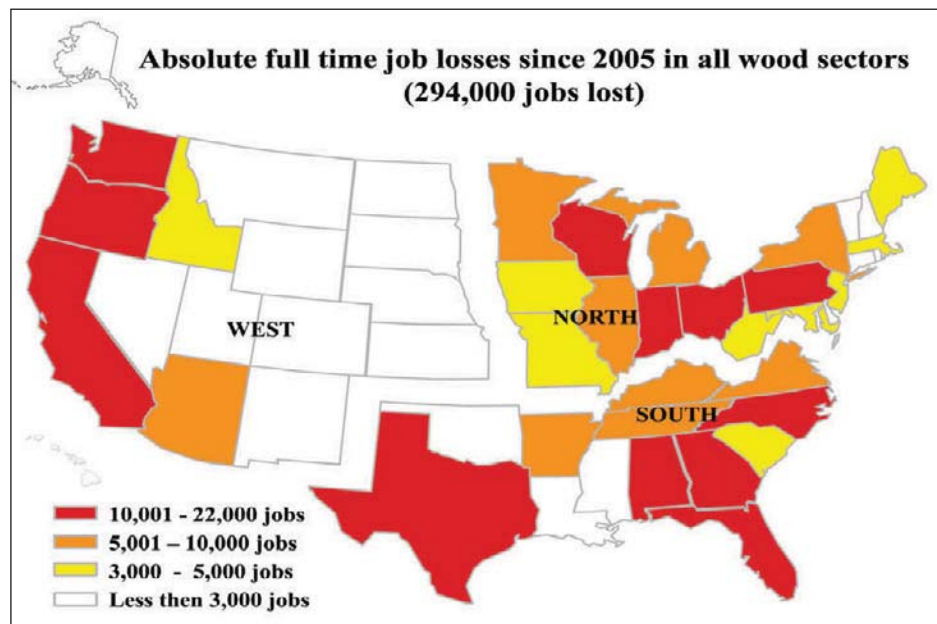 Absolute full time job losses since 2005 in all wood sectors
(294,000 jobs lost)
WEST
NORTH
SOUTH
10,001 - 22,000 jobs
5,001 – 10,000 jobs
3,000 - 5,000 jobs
Less then 3,000 jobs